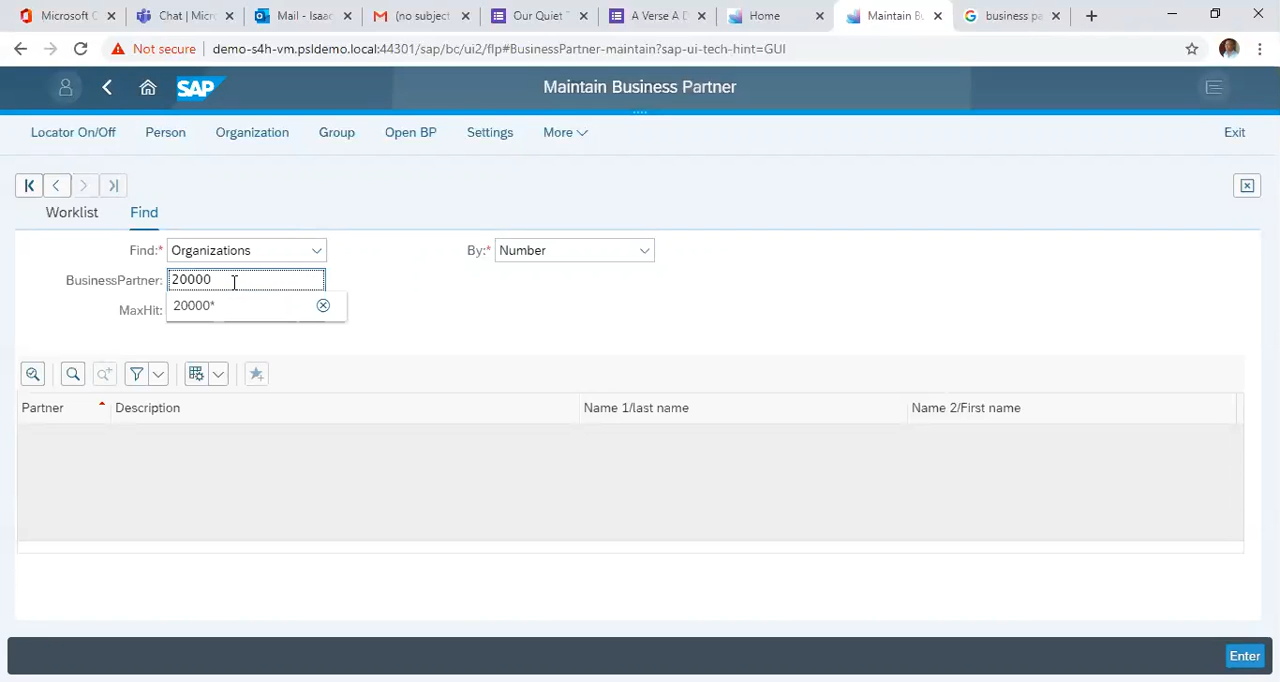 Microsoft O
Chat | Micr
Mail - Isaac
(no subject
Our Quiet T
A Verse A D
Home
Maintain Bu
business pa
Not secure
demo-s4h-vm.psldemo.local:44301/sap/bc/ui2/flp#BusinessPartner-maintain?sap-ui-tech-hint=GUI
SAP
Maintain Business Partner
Locator On/Off Person Organization Group Open BP Settings More Exit
Worklist Find
Find:* Organizations By:* Number
BusinessPartner: 20000
20000*
MaxHit:
Partner Description Name 1/last name Name 2/First name
Enter